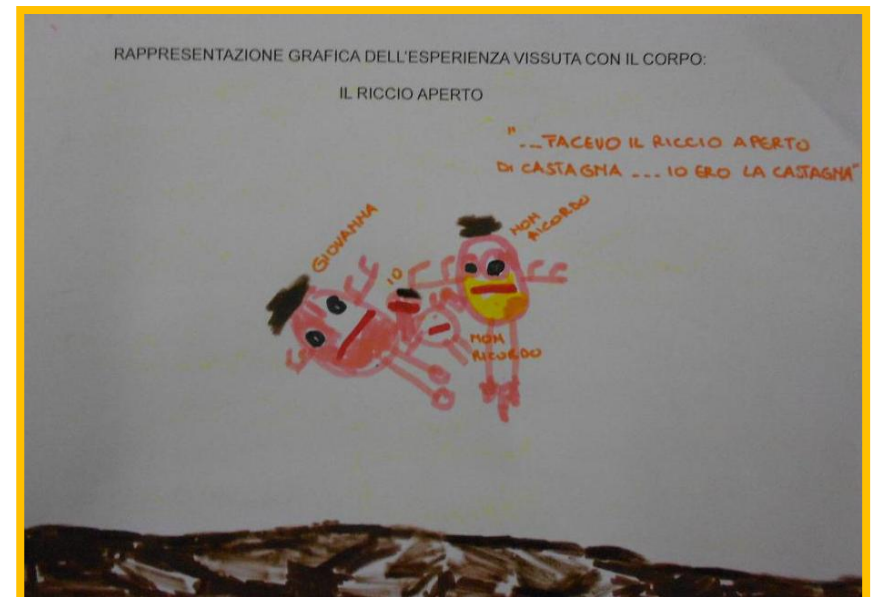 RAPPRESENTAZIONE GRAFICA DELL'ESPERIENZA VISSUTA CON IL CORPO:
IL RICCIO APERTO
"...FACEVO IL RICCIO APERTO
DI CASTAGNA ... IO ERO LA CASTAGNA"
GIOVANNA
IO
NON
RICORDO
NON
RICORDO